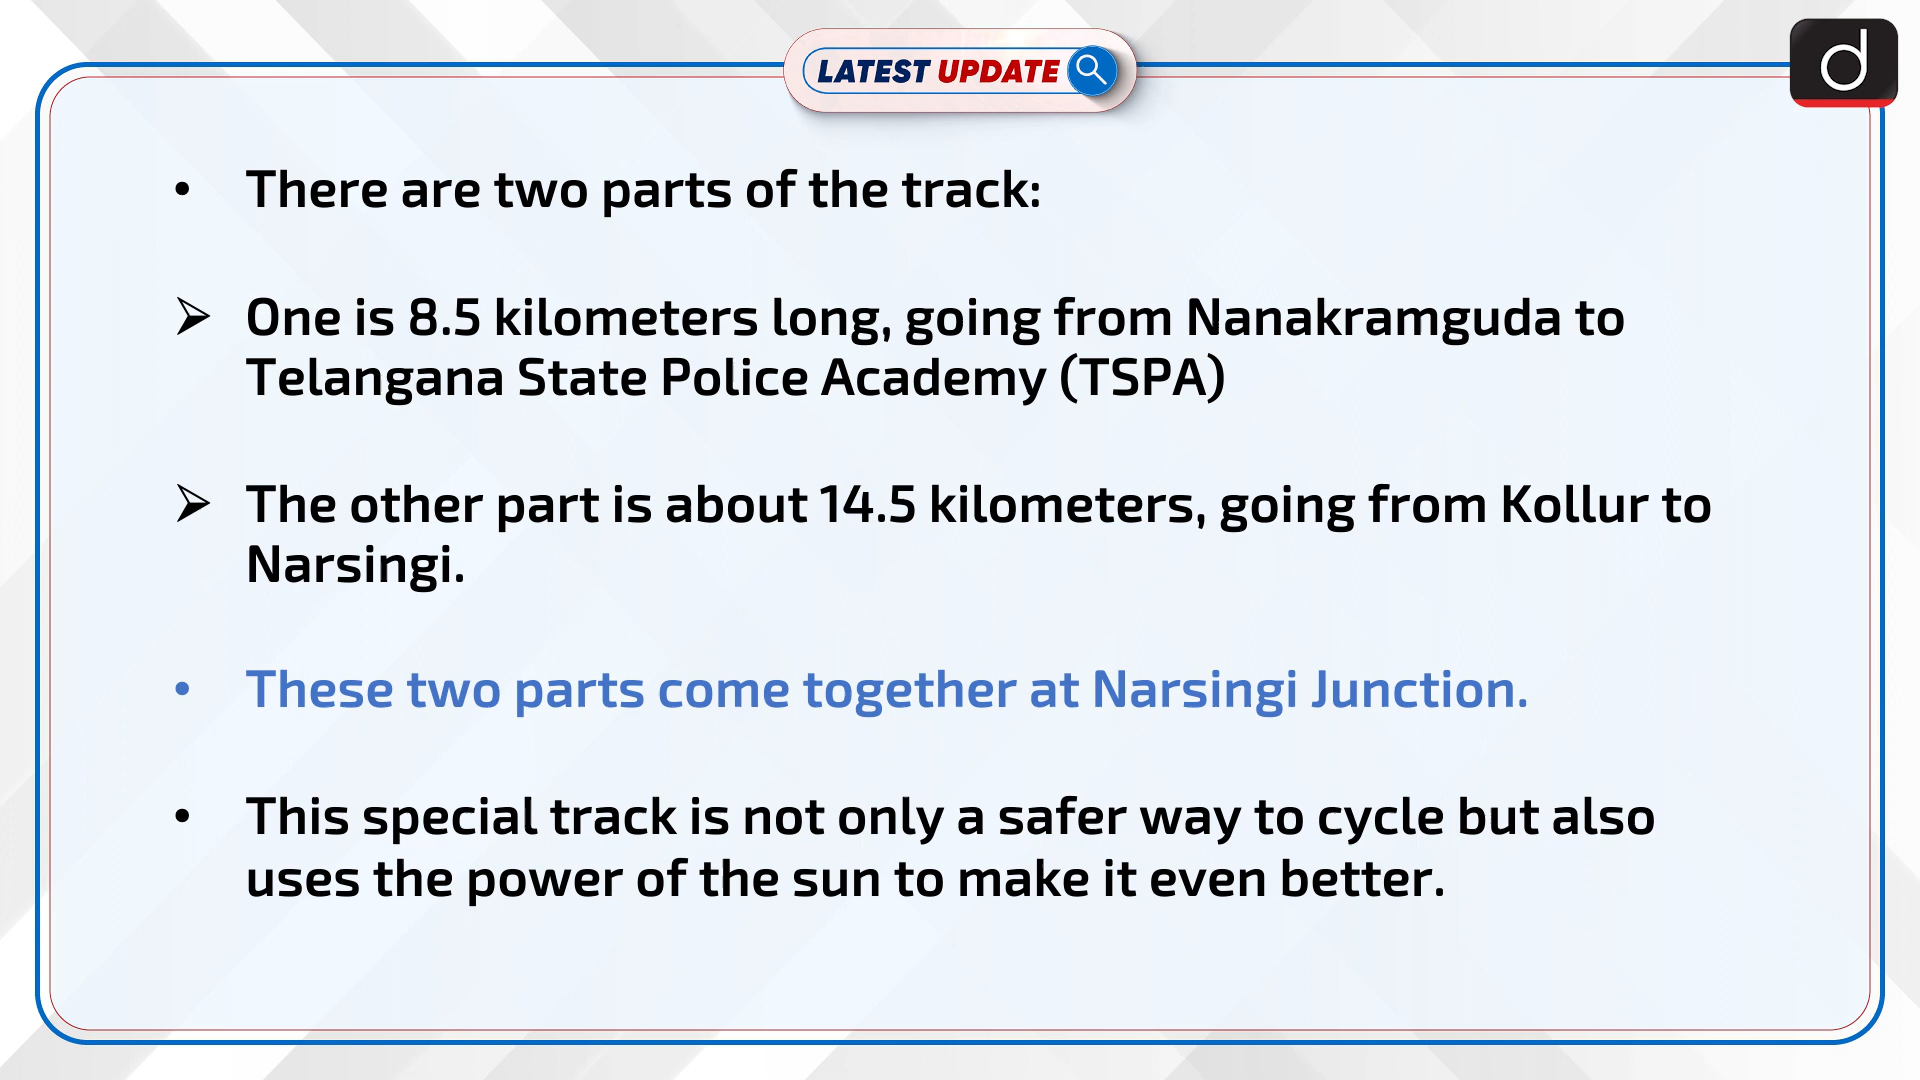 LATEST UPDATE
d
• There are two parts of the track:
➢ One is 8.5 kilometers long, going from Nanakramguda to
Telangana State Police Academy (TSPA)
➢ The other part is about 14.5 kilometers, going from Kollur to
Narsingi.
• These two parts come together at Narsingi Junction.
• This special track is not only a safer way to cycle but also
uses the power of the sun to make it even better.